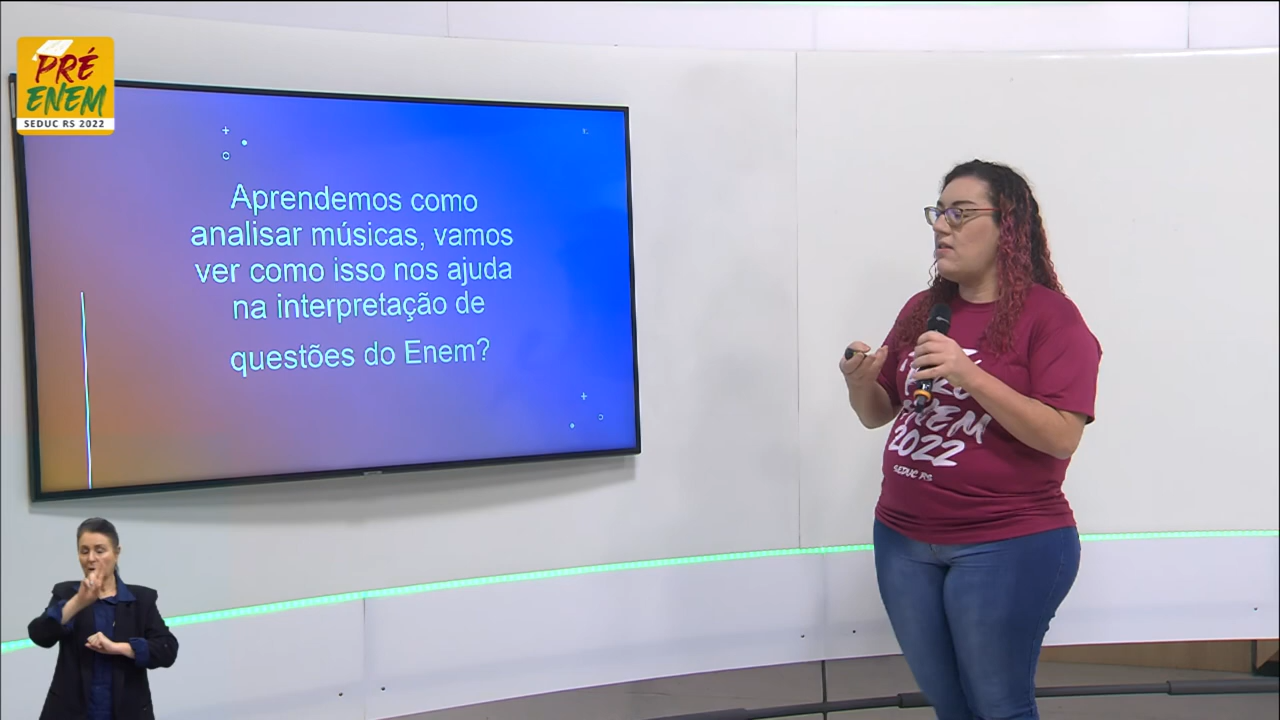 PRÉ
ENEM
SEDUC RS 2022
Aprendemos como
analisar músicas, vamos
ver como isso nos ajuda
na interpretação de
questões do Enem?
2022
SEDUC RS